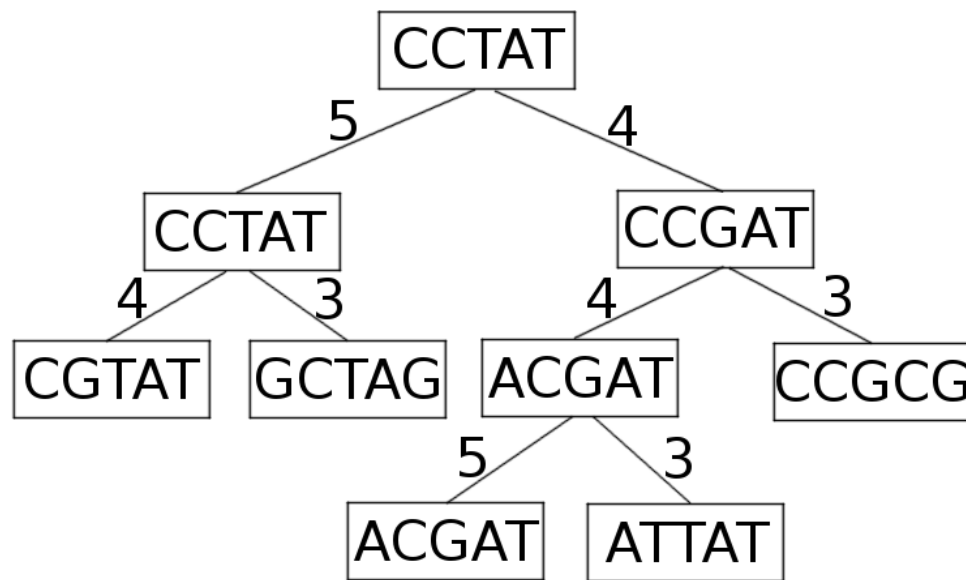 CCTAT
5 4
CCTAT CCGAT
4 3 4 3
CGTAT GCTAG ACGAT CCGCG
5 3
ACGAT ATTAT